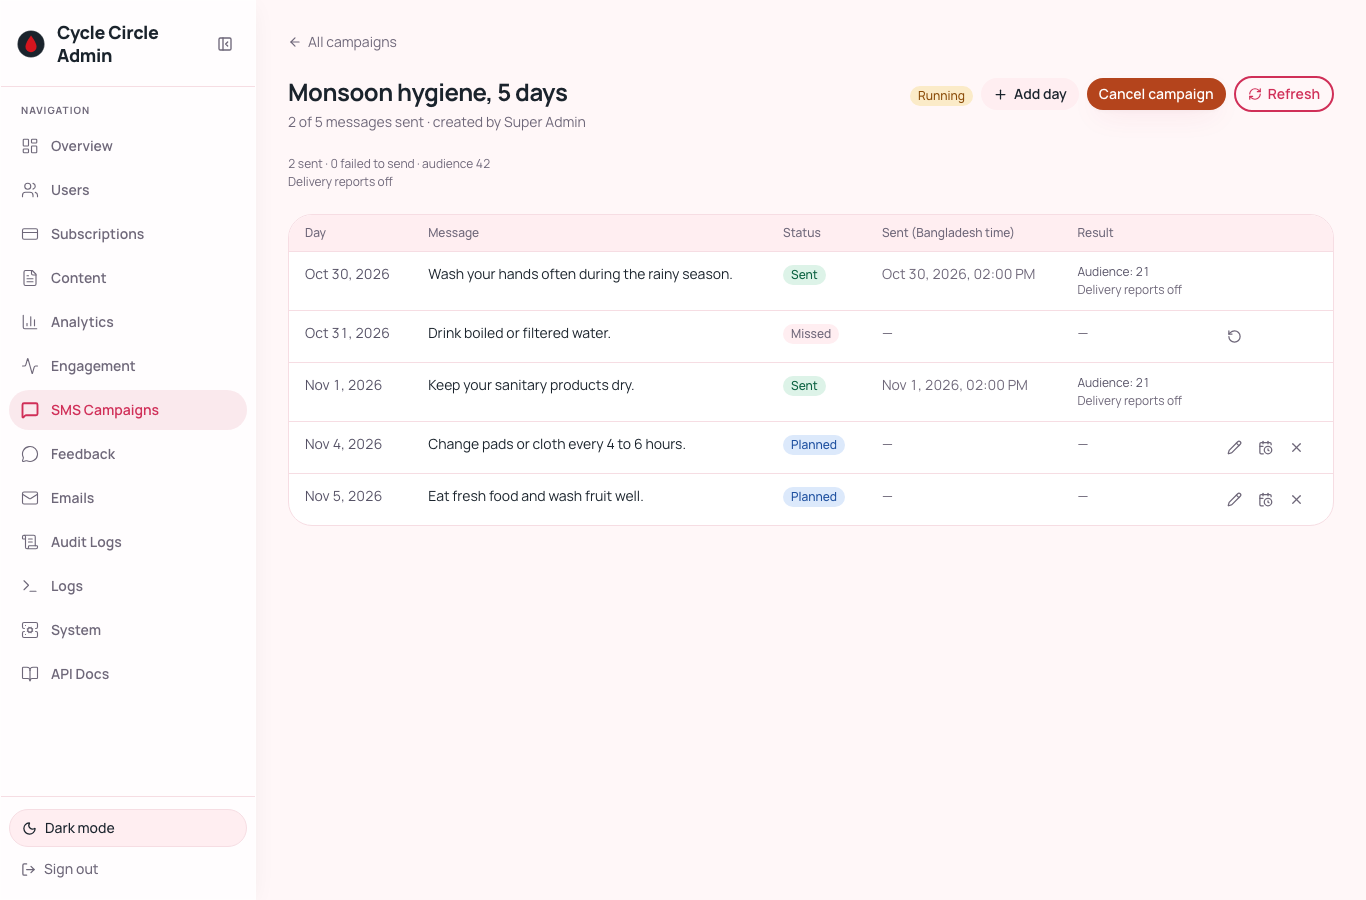 Cycle Circle
Admin
NAVIGATION
Overview
Users
Subscriptions
Content
Analytics
Engagement
SMS Campaigns
Feedback
Emails
Audit Logs
Logs
System
API Docs
Dark mode
Sign out
All campaigns
Monsoon hygiene, 5 days
2 of 5 messages sent · created by Super Admin
Running
Add day
Cancel campaign
Refresh
2 sent · 0 failed to send · audience 42
Delivery reports off
Day Message Status Sent (Bangladesh time) Result
Oct 30, 2026 Wash your hands often during the rainy season. Sent Oct 30, 2026, 02:00 PM Audience: 21
Delivery reports off
Oct 31, 2026 Drink boiled or filtered water. Missed — —
Nov 1, 2026 Keep your sanitary products dry. Sent Nov 1, 2026, 02:00 PM Audience: 21
Delivery reports off
Nov 4, 2026 Change pads or cloth every 4 to 6 hours. Planned — —
Nov 5, 2026 Eat fresh food and wash fruit well. Planned — —